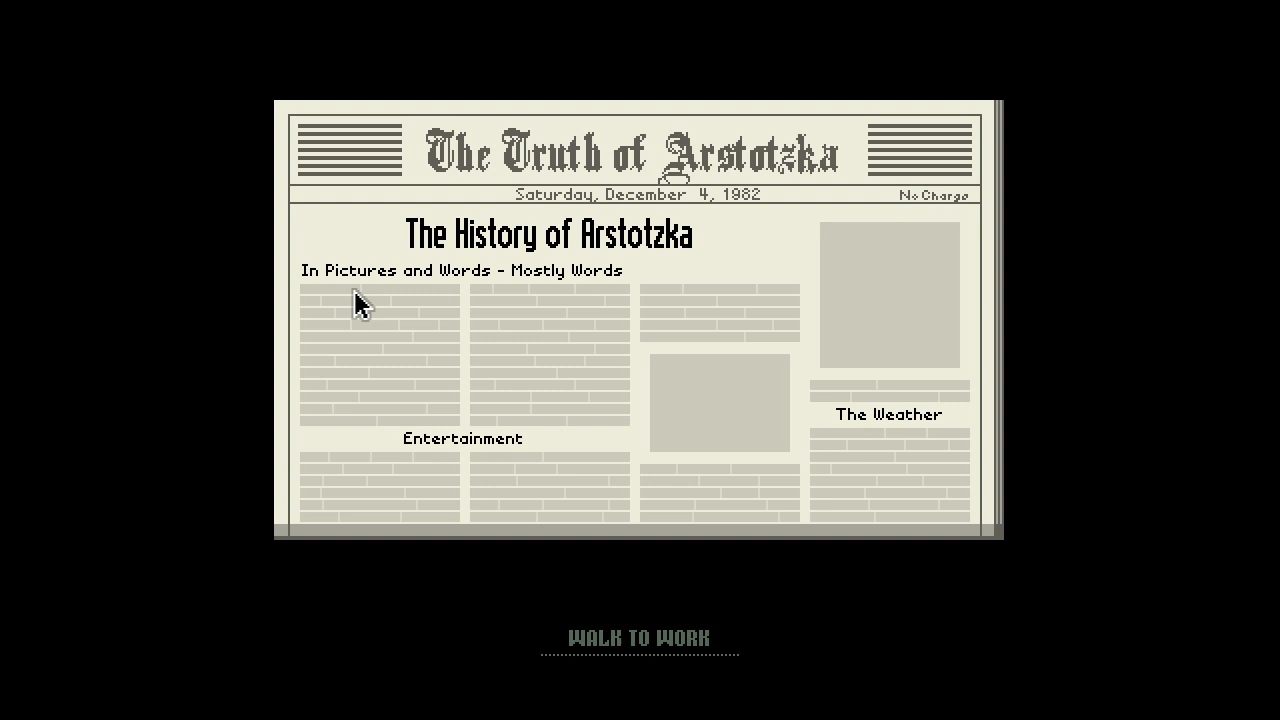 The Truth of Arstotzka
Saturday, December 4, 1982
No Charge
The History of Arstotzka
In Pictures and Words - Mostly Words
The Weather
Entertainment
WALK TO WORK